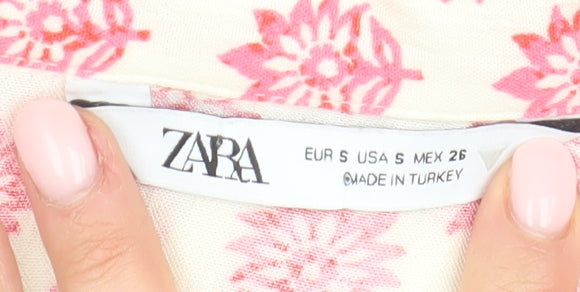 ZARA
EUR S USA S MEX 26
MADE IN TURKEY